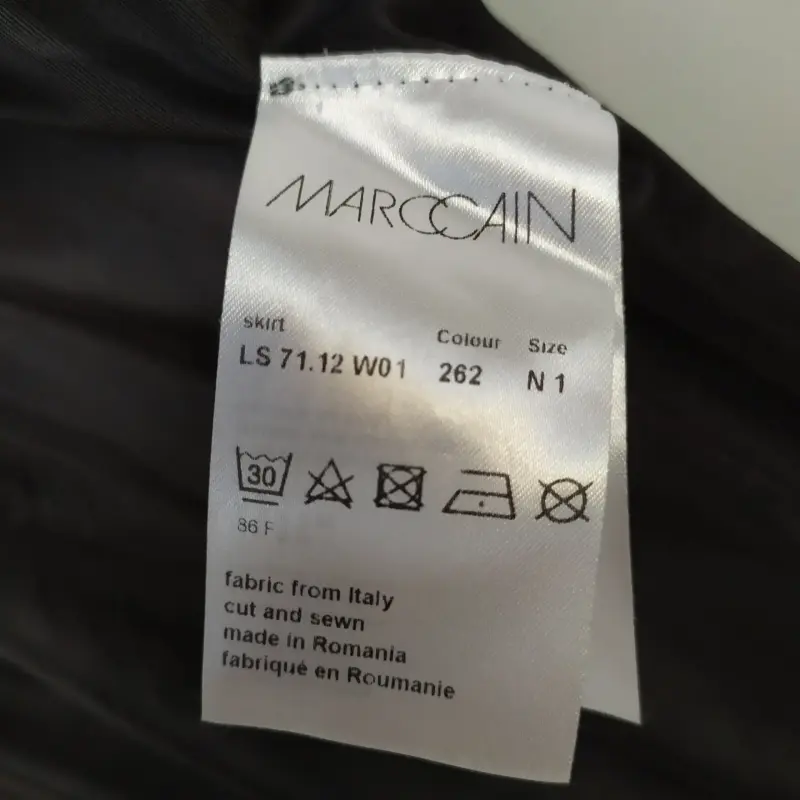 MARCCAIN
skirt Colour Size
LS 71.12 W01 262 N 1
30
86 F
fabric from Italy
cut and sewn
made in Romania
fabriqué en Roumanie